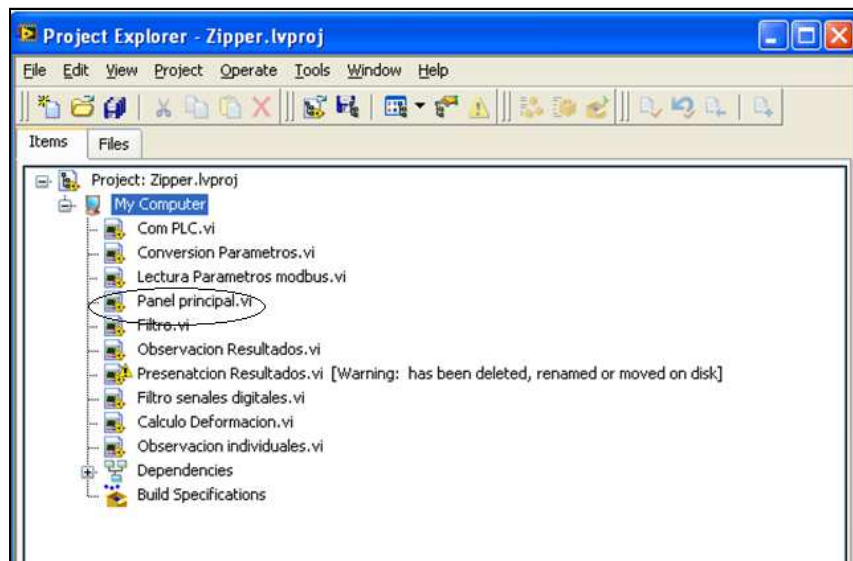 Project Explorer - Zipper.lvproj
File Edit View Project Operate Tools Window Help
Items Files
Project: Zipper.lvproj
My Computer
Com PLC.vi
Conversion Parametros.vi
Lectura Parametros modbus.vi
Panel principal.vi
Filtro.vi
Observacion Resultados.vi
Presenatcion Resultados.vi [Warning: has been deleted, renamed or moved on disk]
Filtro senales digitales.vi
Calculo Deformacion.vi
Observacion individuales.vi
Dependencies
Build Specifications